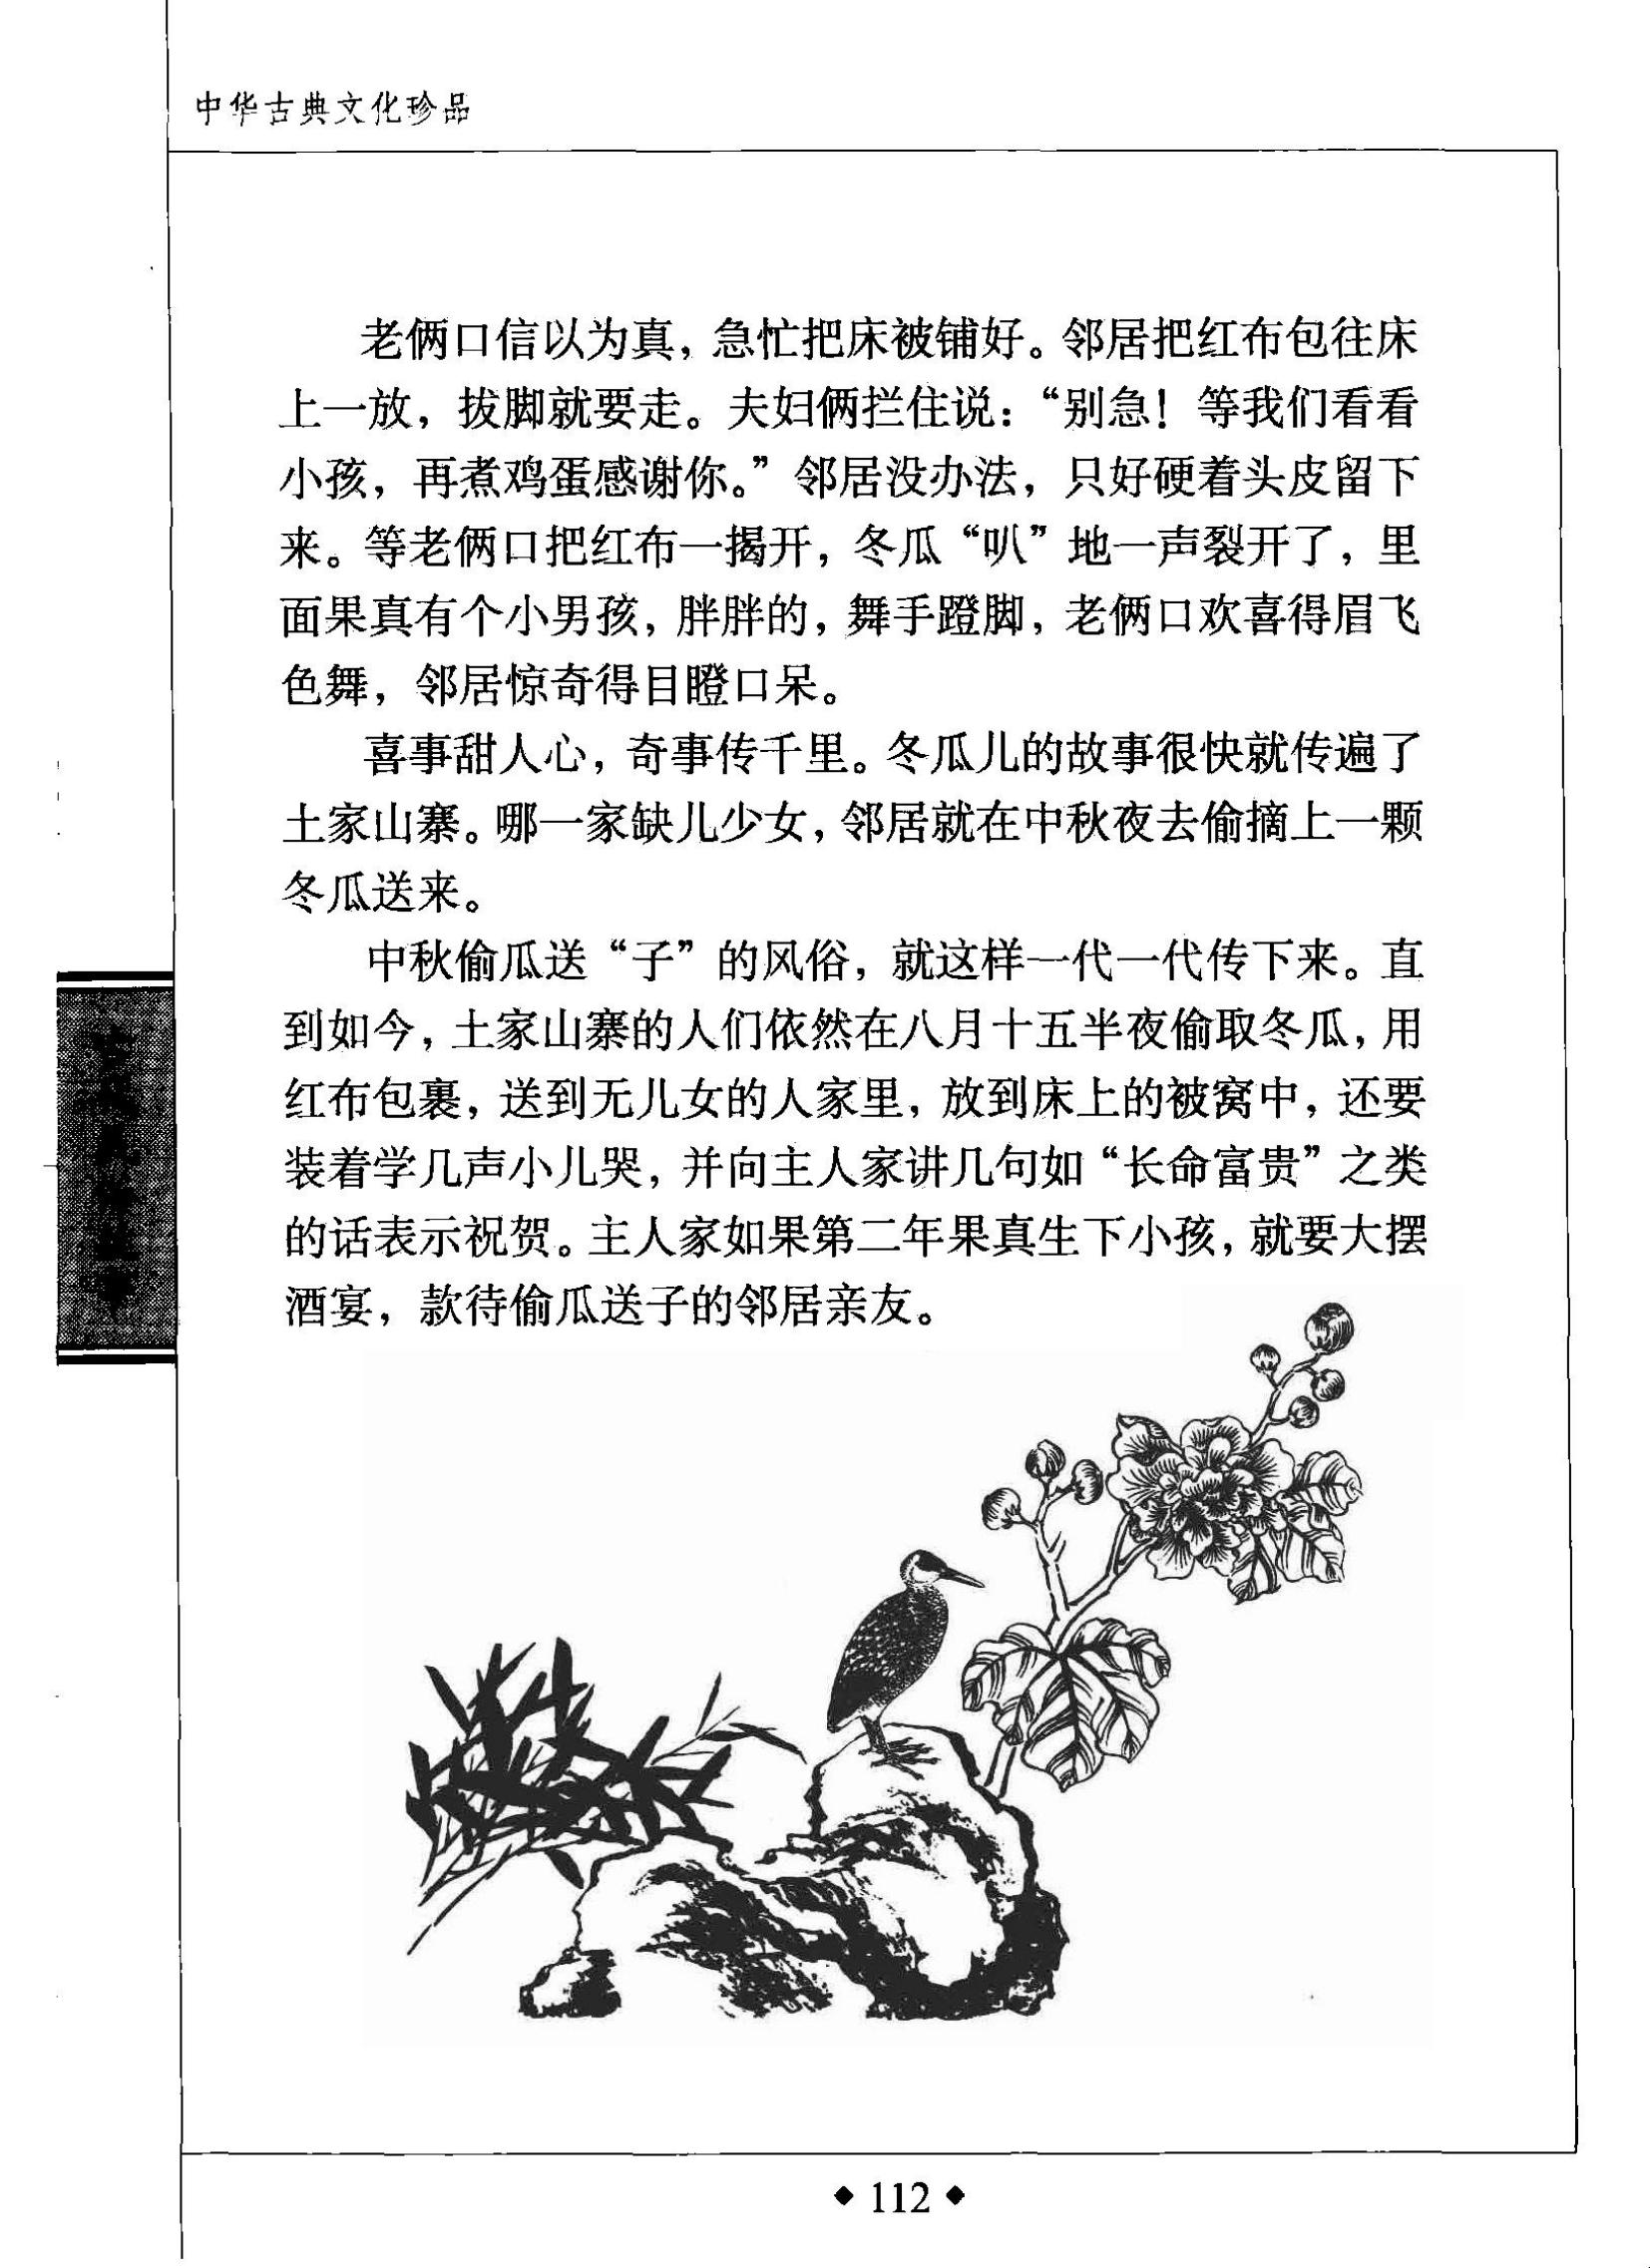 中华古典文化珍品
老俩口信以为真，急忙把床被铺好。邻居把红布包往床
上一放，拔脚就要走。夫妇俩拦住说：“别急！等我们看看
小孩，再煮鸡蛋感谢你。”邻居没办法，只好硬着头皮留下
来。等老俩口把红布一揭开，冬瓜“叭”地一声裂开了，里
面果真有个小男孩，胖胖的，舞手蹬脚，老俩口欢喜得眉飞
色舞，邻居惊奇得目瞪口呆。
喜事甜人心，奇事传千里。冬瓜儿的故事很快就传遍了
土家山寨。哪一家缺儿少女，邻居就在中秋夜去偷摘上一颗
冬瓜送来。
中秋偷瓜送“子”的风俗，就这样一代一代传下来。直
到如今，土家山寨的人们依然在八月十五半夜偷取冬瓜，用
红布包裹，送到无儿女的人家里，放到床上的被窝中，还要
装着学几声小儿哭，并向主人家讲几句如“长命富贵”之类
的话表示祝贺。主人家如果第二年果真生下小孩，就要大摆
酒宴，款待偷瓜送子的邻居亲友。
◆ 112 ◆